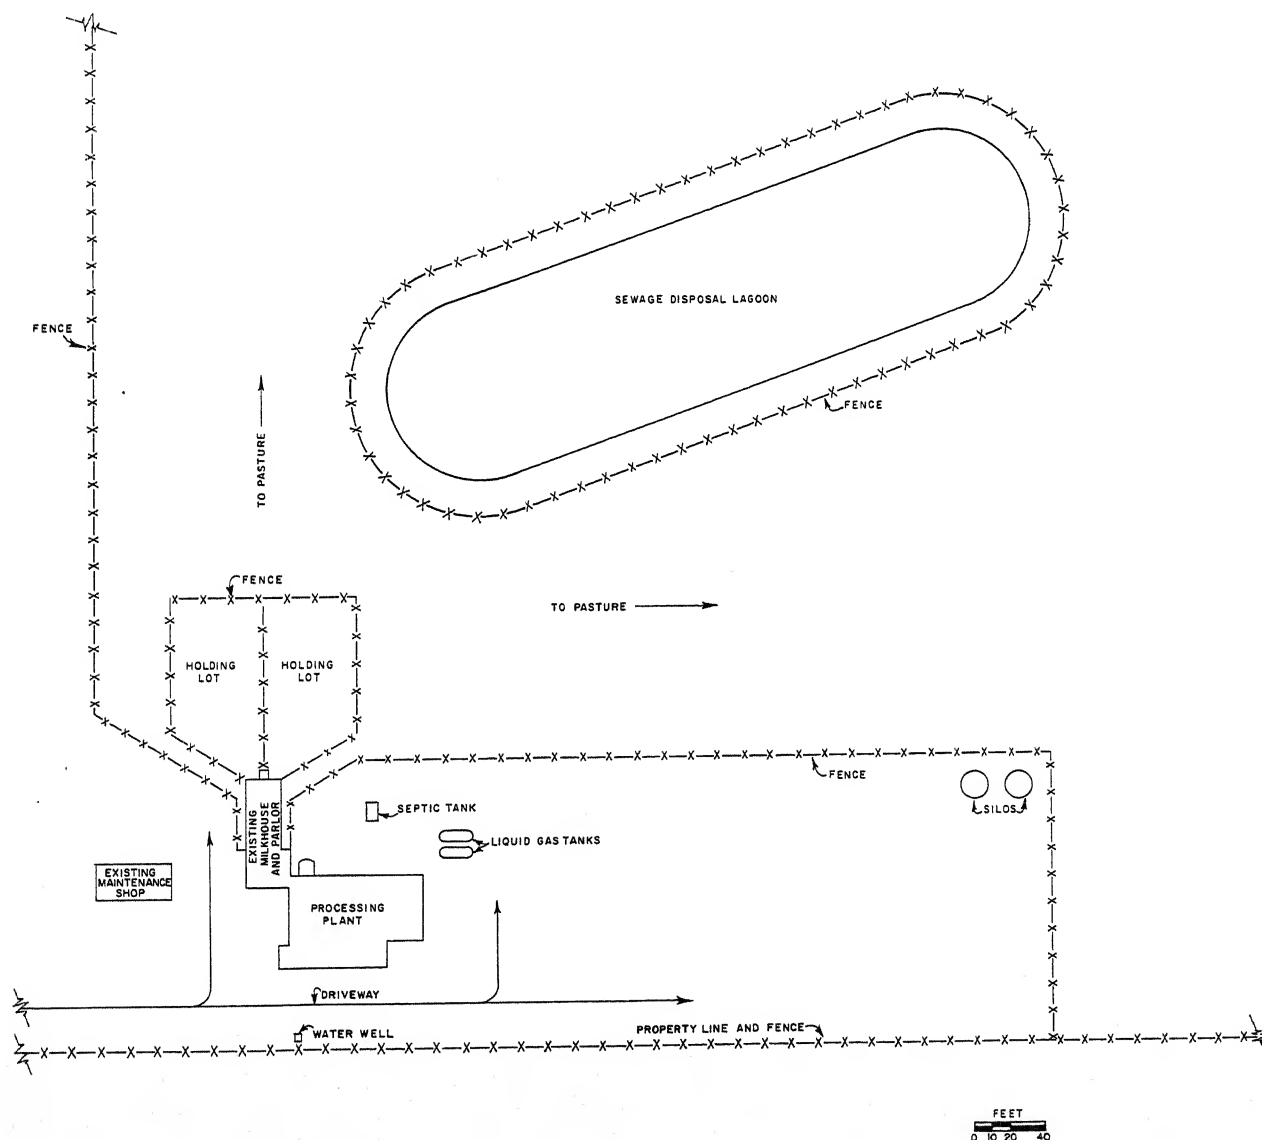 SEWAGE DISPOSAL LAGOON
FENCE
FENCE
TO PASTURE
FENCE
TO PASTURE
HOLDING
LOT
HOLDING
LOT
FENCE
SEPTIC TANK
SILOS
EXISTING
MILKHOUSE
AND PARLOR
LIQUID GAS TANKS
EXISTING
MAINTENANCE
SHOP
PROCESSING
PLANT
DRIVEWAY
WATER WELL
PROPERTY LINE AND FENCE
FEET
0 10 20 40